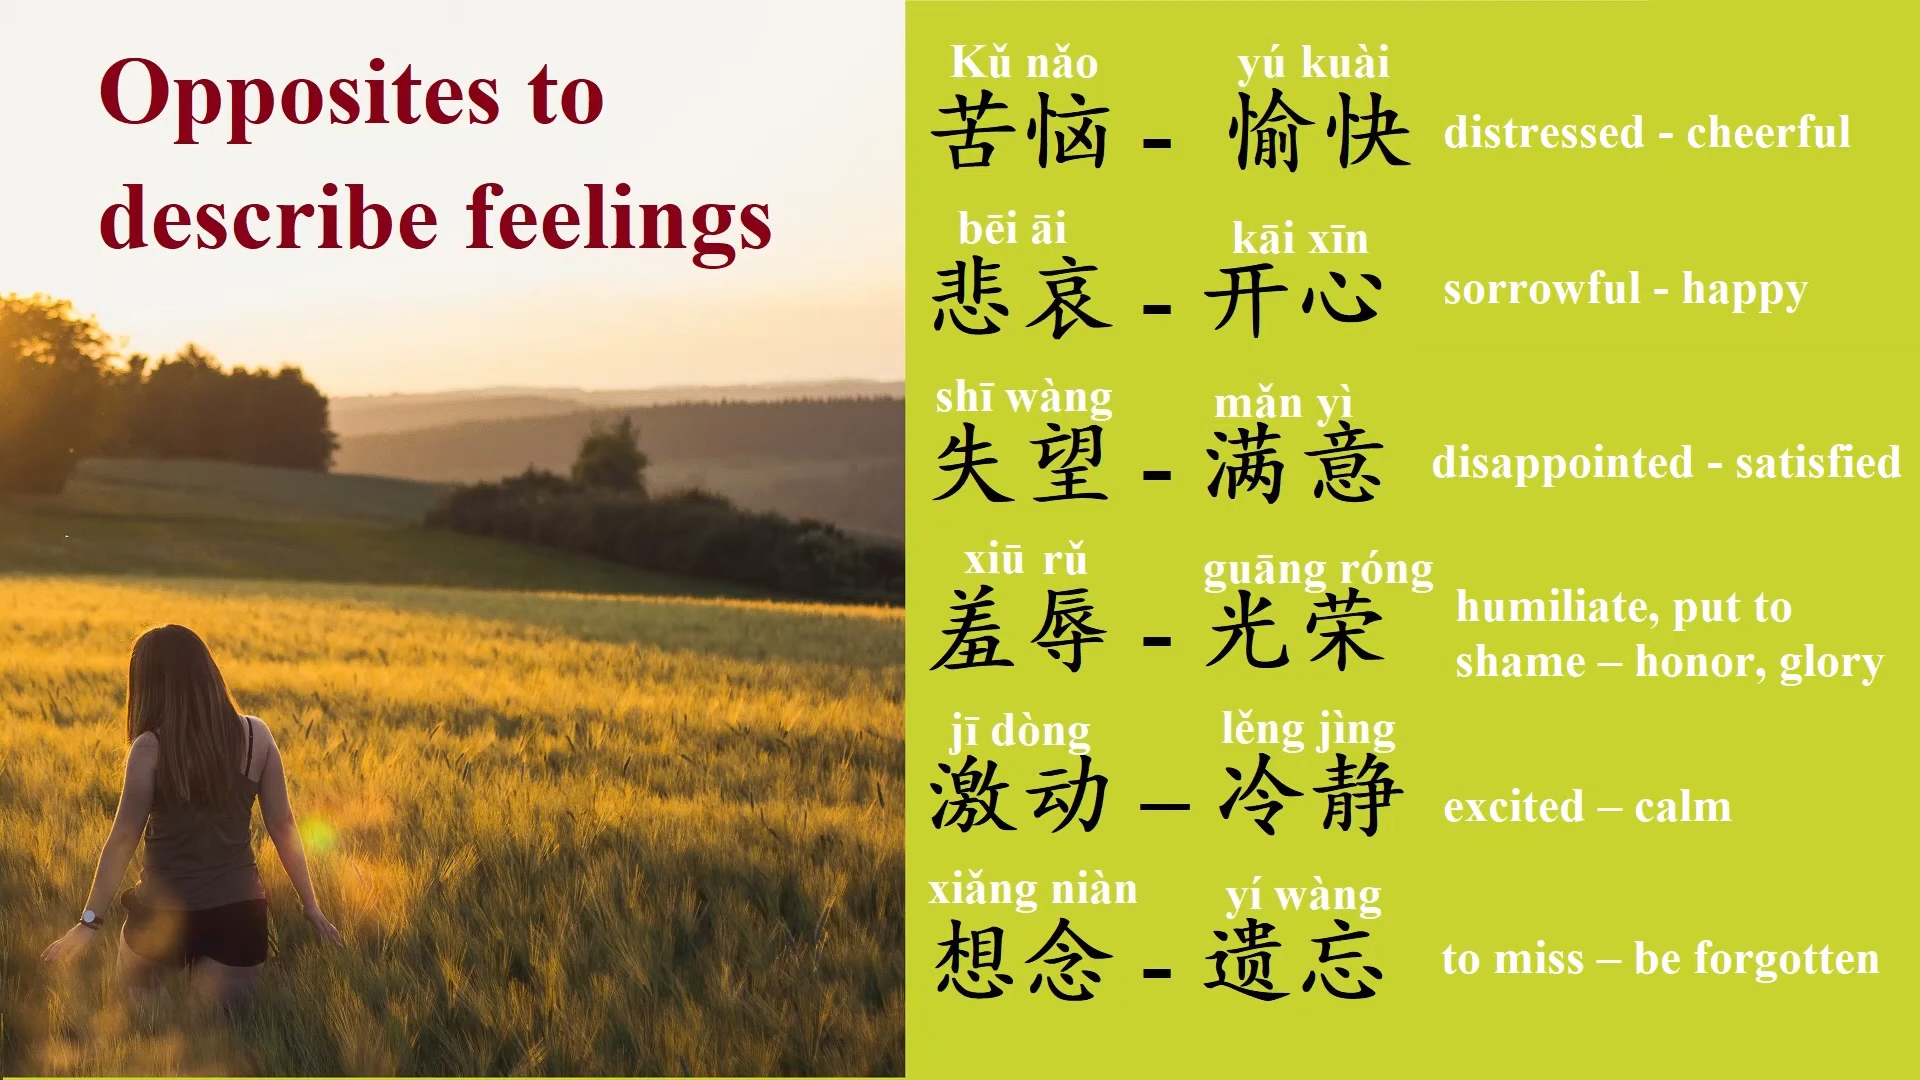 Opposites to
describe feelings
Kǔ nǎo yú kuài
苦恼 - 愉快 distressed - cheerful
bēi āi kāi xīn
悲哀 - 开心 sorrowful - happy
shī wàng mǎn yì
失望 - 满意 disappointed - satisfied
xiū rǔ guāng róng
羞辱 - 光荣 humiliate, put to
shame – honor, glory
jī dòng lěng jìng
激动 – 冷静 excited – calm
xiǎng niàn yí wàng
想念 - 遗忘 to miss – be forgotten